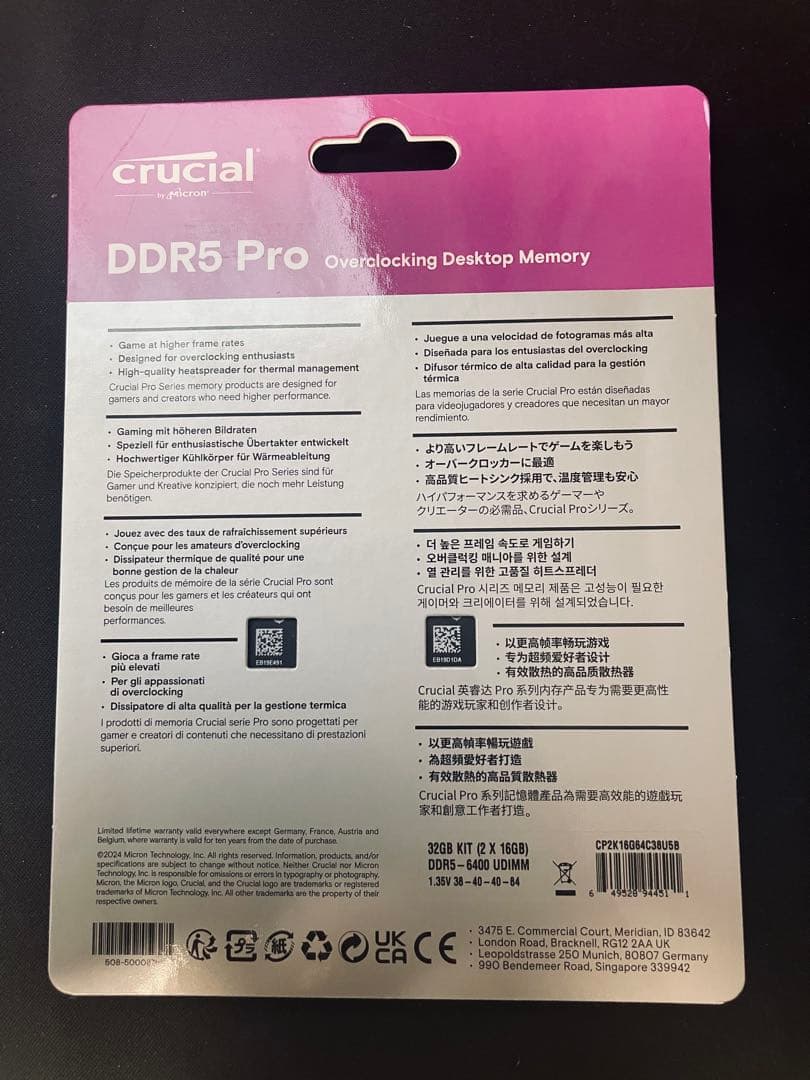 crucial
by Micron
DDR5 Pro Overclocking Desktop Memory
• Game at higher frame rates
• Designed for overclocking enthusiasts
• High-quality heatspreader for thermal management
Crucial Pro Series memory products are designed for
gamers and creators who need higher performance.
• Gaming mit höheren Bildraten
• Speziell für enthusiastische Übertakter entwickelt
• Hochwertiger Kühlkörper für Wärmeableitung
Die Speicherprodukte der Crucial Pro Series sind für
Gamer und Kreative konzipiert, die noch mehr Leistung
benötigen.
• Jouez avec des taux de rafraîchissement supérieurs
• Conçue pour les amateurs d'overclocking
• Dissipateur thermique de qualité pour une
bonne gestion de la chaleur
Les produits de mémoire de la série Crucial Pro sont
conçus pour les gamers et les créateurs qui ont
besoin de meilleures
performances.
EB19E491
• Gioca a frame rate
più elevati
• Per gli appassionati
di overclocking
• Dissipatore di alta qualità per la gestione termica
I prodotti di memoria Crucial serie Pro sono progettati per
gamer e creatori di contenuti che necessitano di prestazioni
superiori.
• Juegue a una velocidad de fotogramas más alta
• Diseñada para los entusiastas del overclocking
• Difusor térmico de alta calidad para la gestión
térmica
Las memorias de la serie Crucial Pro están diseñadas
para videojugadores y creadores que necesitan un mayor
rendimiento.
• より高いフレームレートでゲームを楽しもう
• オーバークロッカーに最適
• 高品質ヒートシンク採用で、温度管理も安心
ハイパフォーマンスを求めるゲーマーや
クリエーターの必需品、Crucial Proシリーズ。
• 더 높은 프레임 속도로 게임하기
• 오버클럭킹 매니아를 위한 설계
• 열 관리를 위한 고품질 히트스프레더
Crucial Pro 시리즈 메모리 제품은 고성능이 필요한
게이머와 크리에이터를 위해 설계되었습니다.
EB19D1DA
• 以更高帧率畅玩游戏
• 专为超频爱好者设计
• 有效散热的高品质散热器
Crucial 英睿达 Pro 系列内存产品专为需要更高性
能的游戏玩家和创作者设计。
• 以更高幀率暢玩遊戲
• 為超頻愛好者打造
• 有效散熱的高品質散熱器
Crucial Pro 系列記憶體產品為需要高效能的遊戲玩
家和創意工作者打造。
Limited lifetime warranty valid everywhere except Germany, France, Austria and
Belgium, where warranty is valid for ten years from the date of purchase.
©2024 Micron Technology, Inc. All rights reserved. Information, products, and/or
specifications are subject to change without notice. Neither Crucial nor Micron
Technology, Inc. is responsible for omissions or errors in typography or photography.
Micron, the Micron logo, Crucial, and the Crucial logo are trademarks or registered
trademarks of Micron Technology, Inc. All other trademarks are the property of their
respective owners.
32GB KIT (2 X 16GB)
DDR5-6400 UDIMM
1.35V 38-40-40-84
CP2K16G64C38U5B
6 49528 94451 1
プラ
紙
UK
CA
CE
• 3475 E. Commercial Court, Meridian, ID 83642
• London Road, Bracknell, RG12 2AA UK
• Leopoldstrasse 250 Munich, 80807 Germany
• 990 Bendemeer Road, Singapore 339942